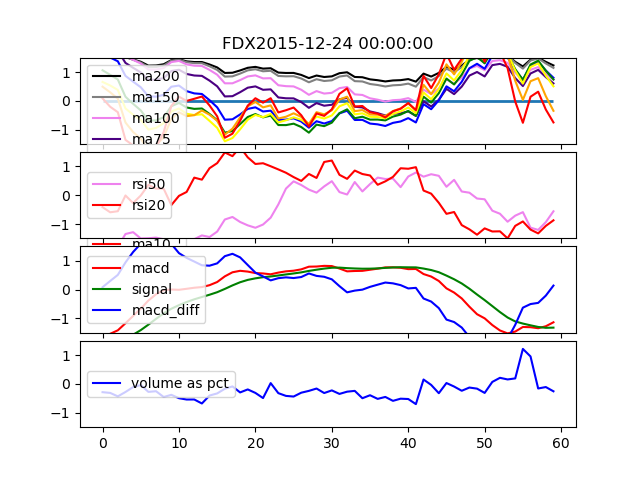 FDX2015-12-24 00:00:00
1
0
−1
ma200
ma150
ma100
ma75
1
0
−1
rsi50
rsi20
ma10
1
0
−1
macd
signal
macd_diff
1
0
−1
volume as pct
0 10 20 30 40 50 60